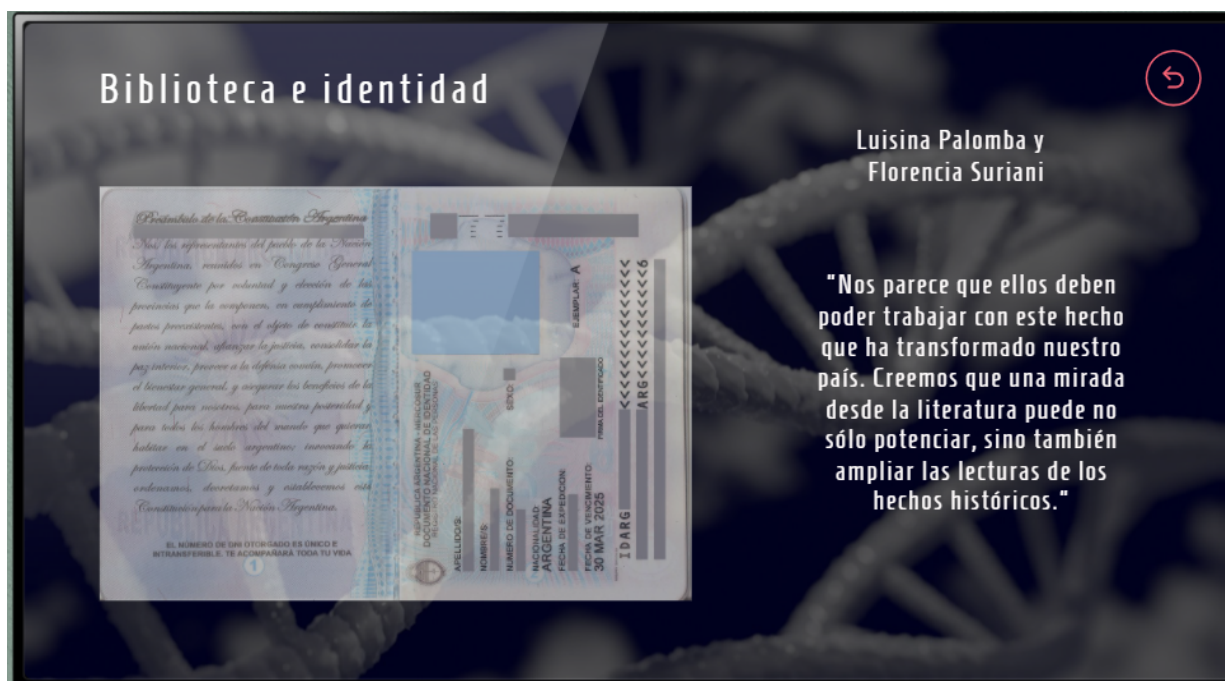 Biblioteca e identidad
Luisina Palomba y
Florencia Suriani
Preámbulo de la Constitución Argentina
Nos los representantes del pueblo de la Nación
Argentina, reunidos en Congreso General
Constituyente por voluntad y elección de las
provincias que la componen, en cumplimiento de
pactos preexistentes, con el objeto de constituir la
unión nacional, afianzar la justicia, consolidar la
paz interior, proveer a la defensa común, promover
el bienestar general, y asegurar los beneficios de la
libertad para nosotros, para nuestra posteridad y
para todos los hombres del mundo que quieran
habitar en el suelo argentino: invocando la
protección de Dios, fuente de toda razón y justicia:
ordenamos, decretamos y establecemos esta
Constitución para la Nación Argentina.
EL NÚMERO DE DNI OTORGADO ES ÚNICO E
INTRANSFERIBLE. TE ACOMPAÑARÁ TODA TU VIDA
1
REPÚBLICA ARGENTINA - MERCOSUR
DOCUMENTO NACIONAL DE IDENTIDAD
REGISTRO NACIONAL DE LAS PERSONAS
APELLIDO/S:
NOMBRE/S:
SEXO:
NUMERO DE DOCUMENTO:
NACIONALIDAD:
ARGENTINA
FECHA DE EXPEDICION:
FECHA DE VENCIMIENTO:
30 MAR 2025
EJEMPLAR: A
FIRMA DEL IDENTIFICADO
IDARG <<<<<<<<<<<<<<<
ARG<<<<<<<<<<<6
"Nos parece que ellos deben
poder trabajar con este hecho
que ha transformado nuestro
país. Creemos que una mirada
desde la literatura puede no
sólo potenciar, sino también
ampliar las lecturas de los
hechos históricos."